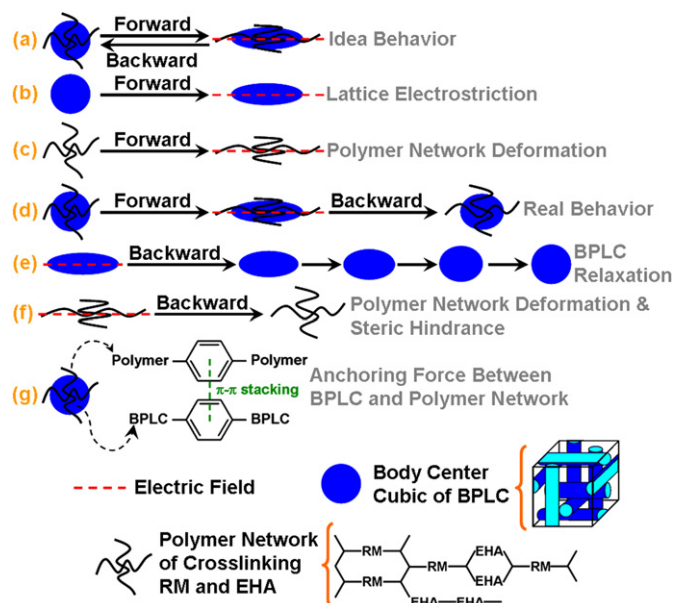 (a) Forward Idea Behavior
Backward
(b) Forward Lattice Electrostriction
(c) Forward Polymer Network Deformation
(d) Forward Backward Real Behavior
(e) Backward BPLC
Relaxation
(f) Backward Polymer Network Deformation &
Steric Hindrance
(g) Polymer Polymer Anchoring Force Between
π-π stacking BPLC and Polymer Network
BPLC BPLC
Electric Field
Body Center
Cubic of BPLC
Polymer Network
of Crosslinking
RM and EHA
RM EHA
RM RM
RM EHA
EHA EHA